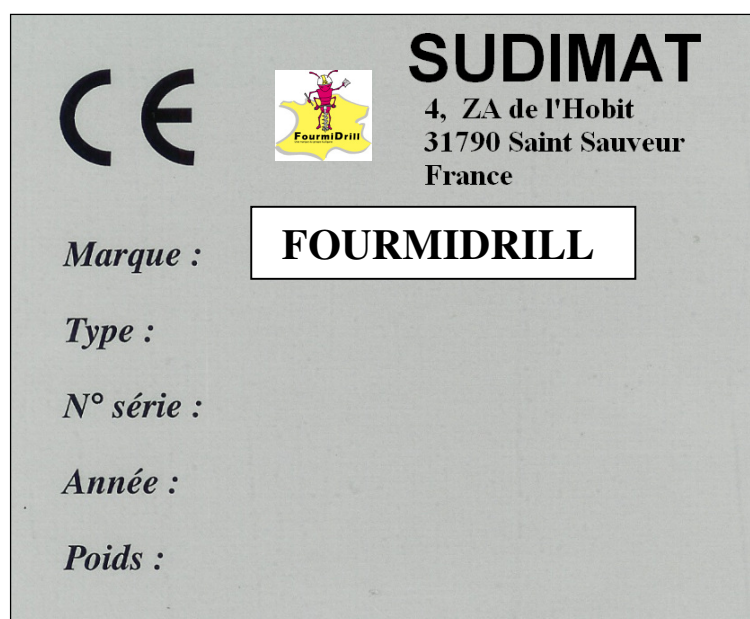 CE
SUDIMAT
4, ZA de l'Hobit
31790 Saint Sauveur
France
FourmiDrill
Marque :
FOURMIDRILL
Type :
N° série :
Année :
Poids :